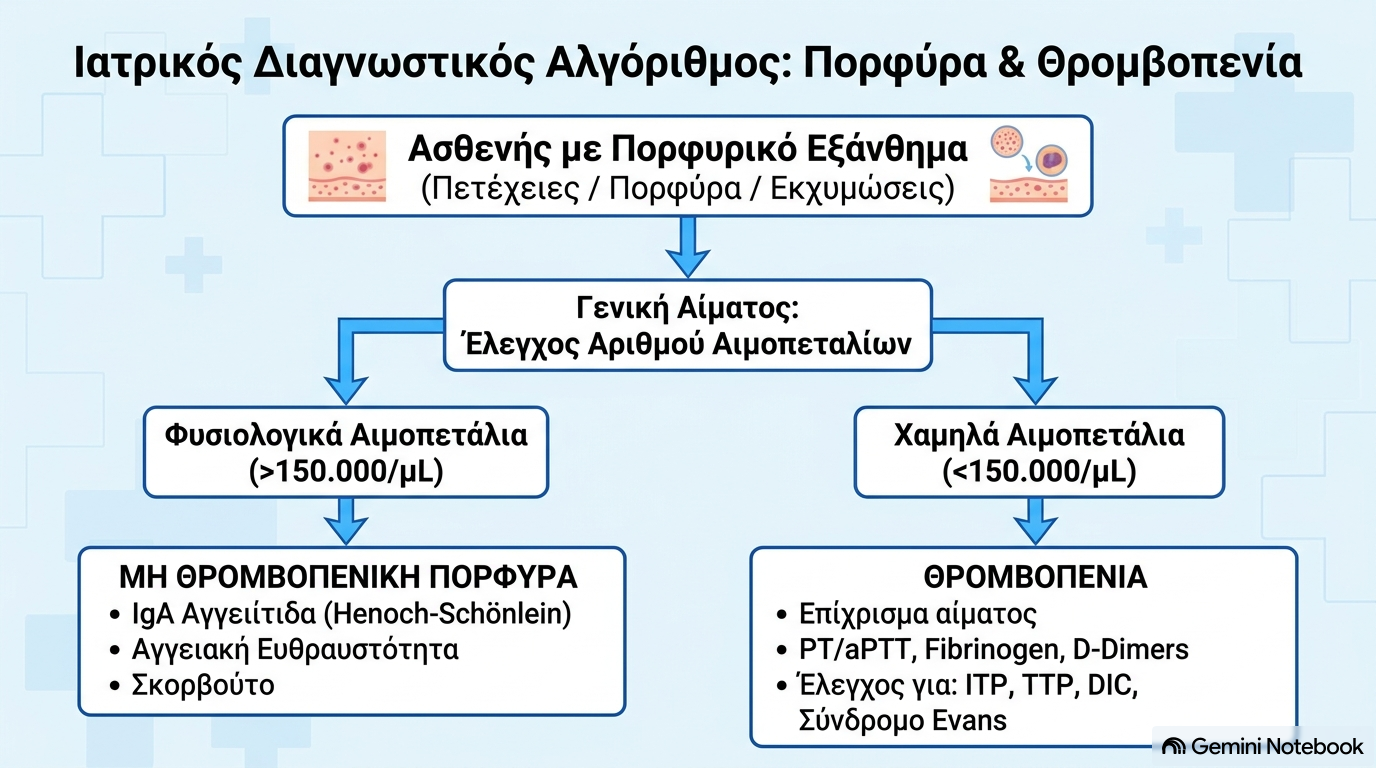 Ιατρικός Διαγνωστικός Αλγόριθμος: Πορφύρα & Θρομβοπενία
Ασθενής με Πορφυρικό Εξάνθημα
(Πετέχειες / Πορφύρα / Εκχυμώσεις)
Γενική Αίματος:
Έλεγχος Αριθμού Αιμοπεταλίων
Φυσιολογικά Αιμοπετάλια
(>150.000/μL)
Χαμηλά Αιμοπετάλια
(<150.000/μL)
ΜΗ ΘΡΟΜΒΟΠΕΝΙΚΗ ΠΟΡΦΥΡΑ
• IgA Αγγειίτιδα (Henoch-Schönlein)
• Αγγειακή Ευθραυστότητα
• Σκορβούτο
ΘΡΟΜΒΟΠΕΝΙΑ
• Επίχρισμα αίματος
• PT/aPTT, Fibrinogen, D-Dimers
• Έλεγχος για: ITP, TTP, DIC,
Σύνδρομο Evans
Gemini Notebook